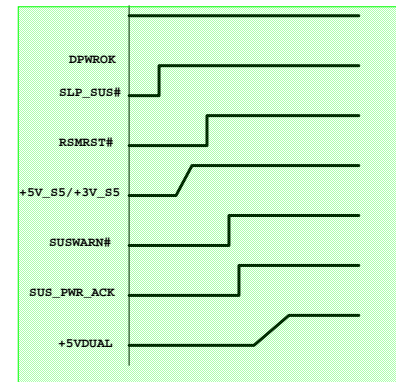 DPWROK
SLP_SUS#
RSMRST#
+5V_S5/+3V_S5
SUSWARN#
SUS_PWR_ACK
+5VDUAL